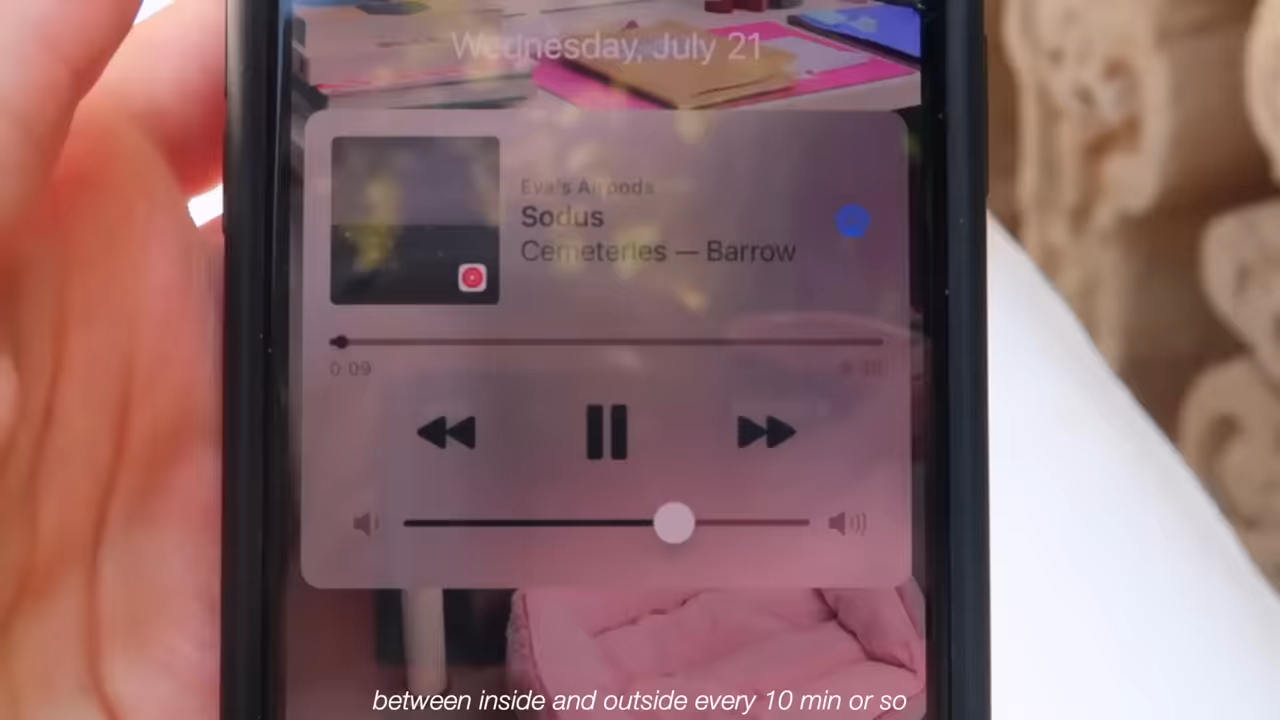 Wednesday, July 21
Eva's Airpods
Sodus
Cemeteries — Barrow
0:09
between inside and outside every 10 min or so